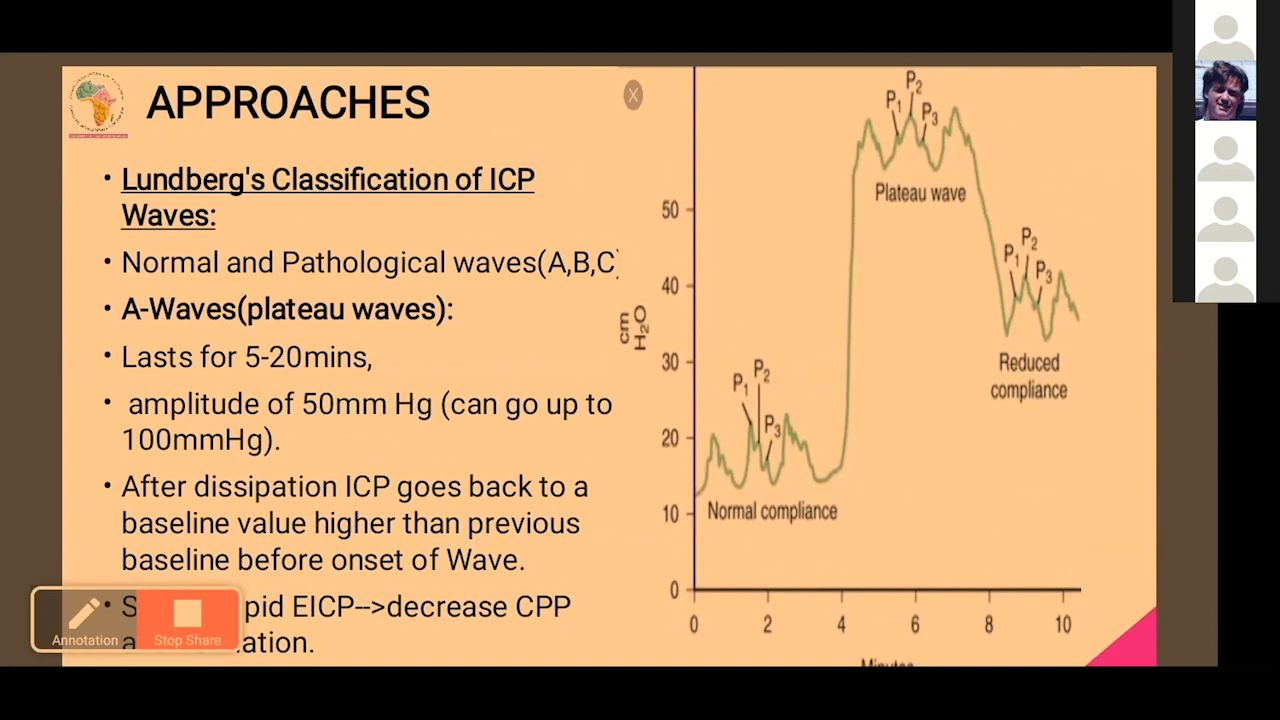 APPROACHES
• Lundberg's Classification of ICP
Waves:
• Normal and Pathological waves(A,B,C)
• A-Waves(plateau waves):
• Lasts for 5-20mins,
• amplitude of 50mm Hg (can go up to
100mmHg).
• After dissipation ICP goes back to a
baseline value higher than previous
baseline before onset of Wave.
• EICP-->decrease CPP
Annotation
Stop Share
X
P1 P2 P3
Plateau wave
P1 P2 P3
Reduced
compliance
P1 P2 P3
Normal compliance
cm
H2O
50
40
30
20
10
0
0 2 4 6 8 10
Minutes